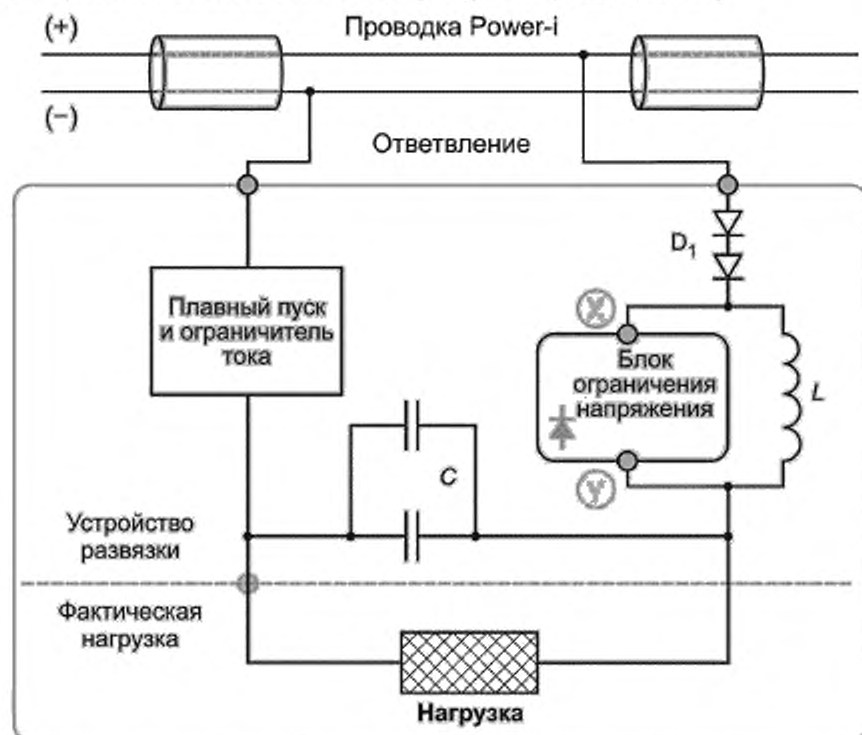 (+)
Проводка Power-i
(−)
Ответвление
D1
Плавный пуск
и ограничитель
тока
X
Блок
ограничения
напряжения
L
C
Y
Устройство
развязки
Фактическая
нагрузка
Нагрузка